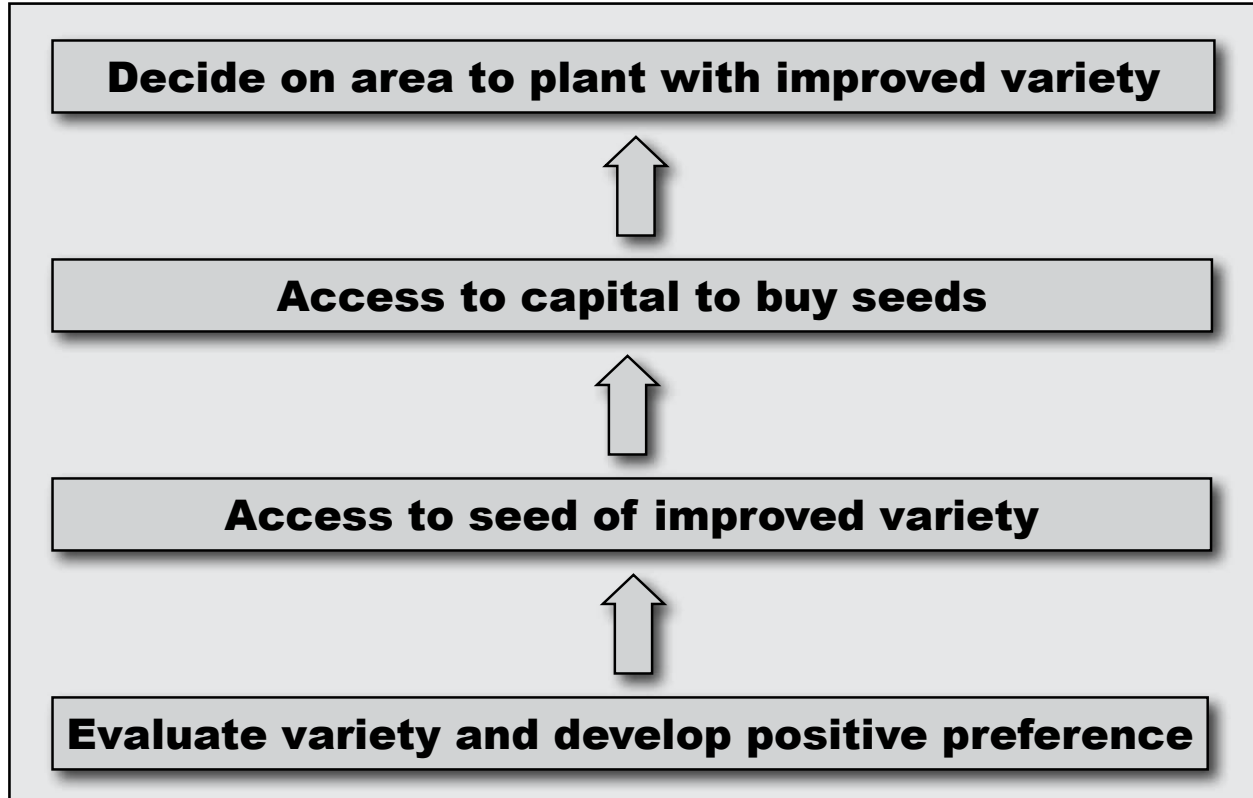 Decide on area to plant with improved variety
Access to capital to buy seeds
Access to seed of improved variety
Evaluate variety and develop positive preference